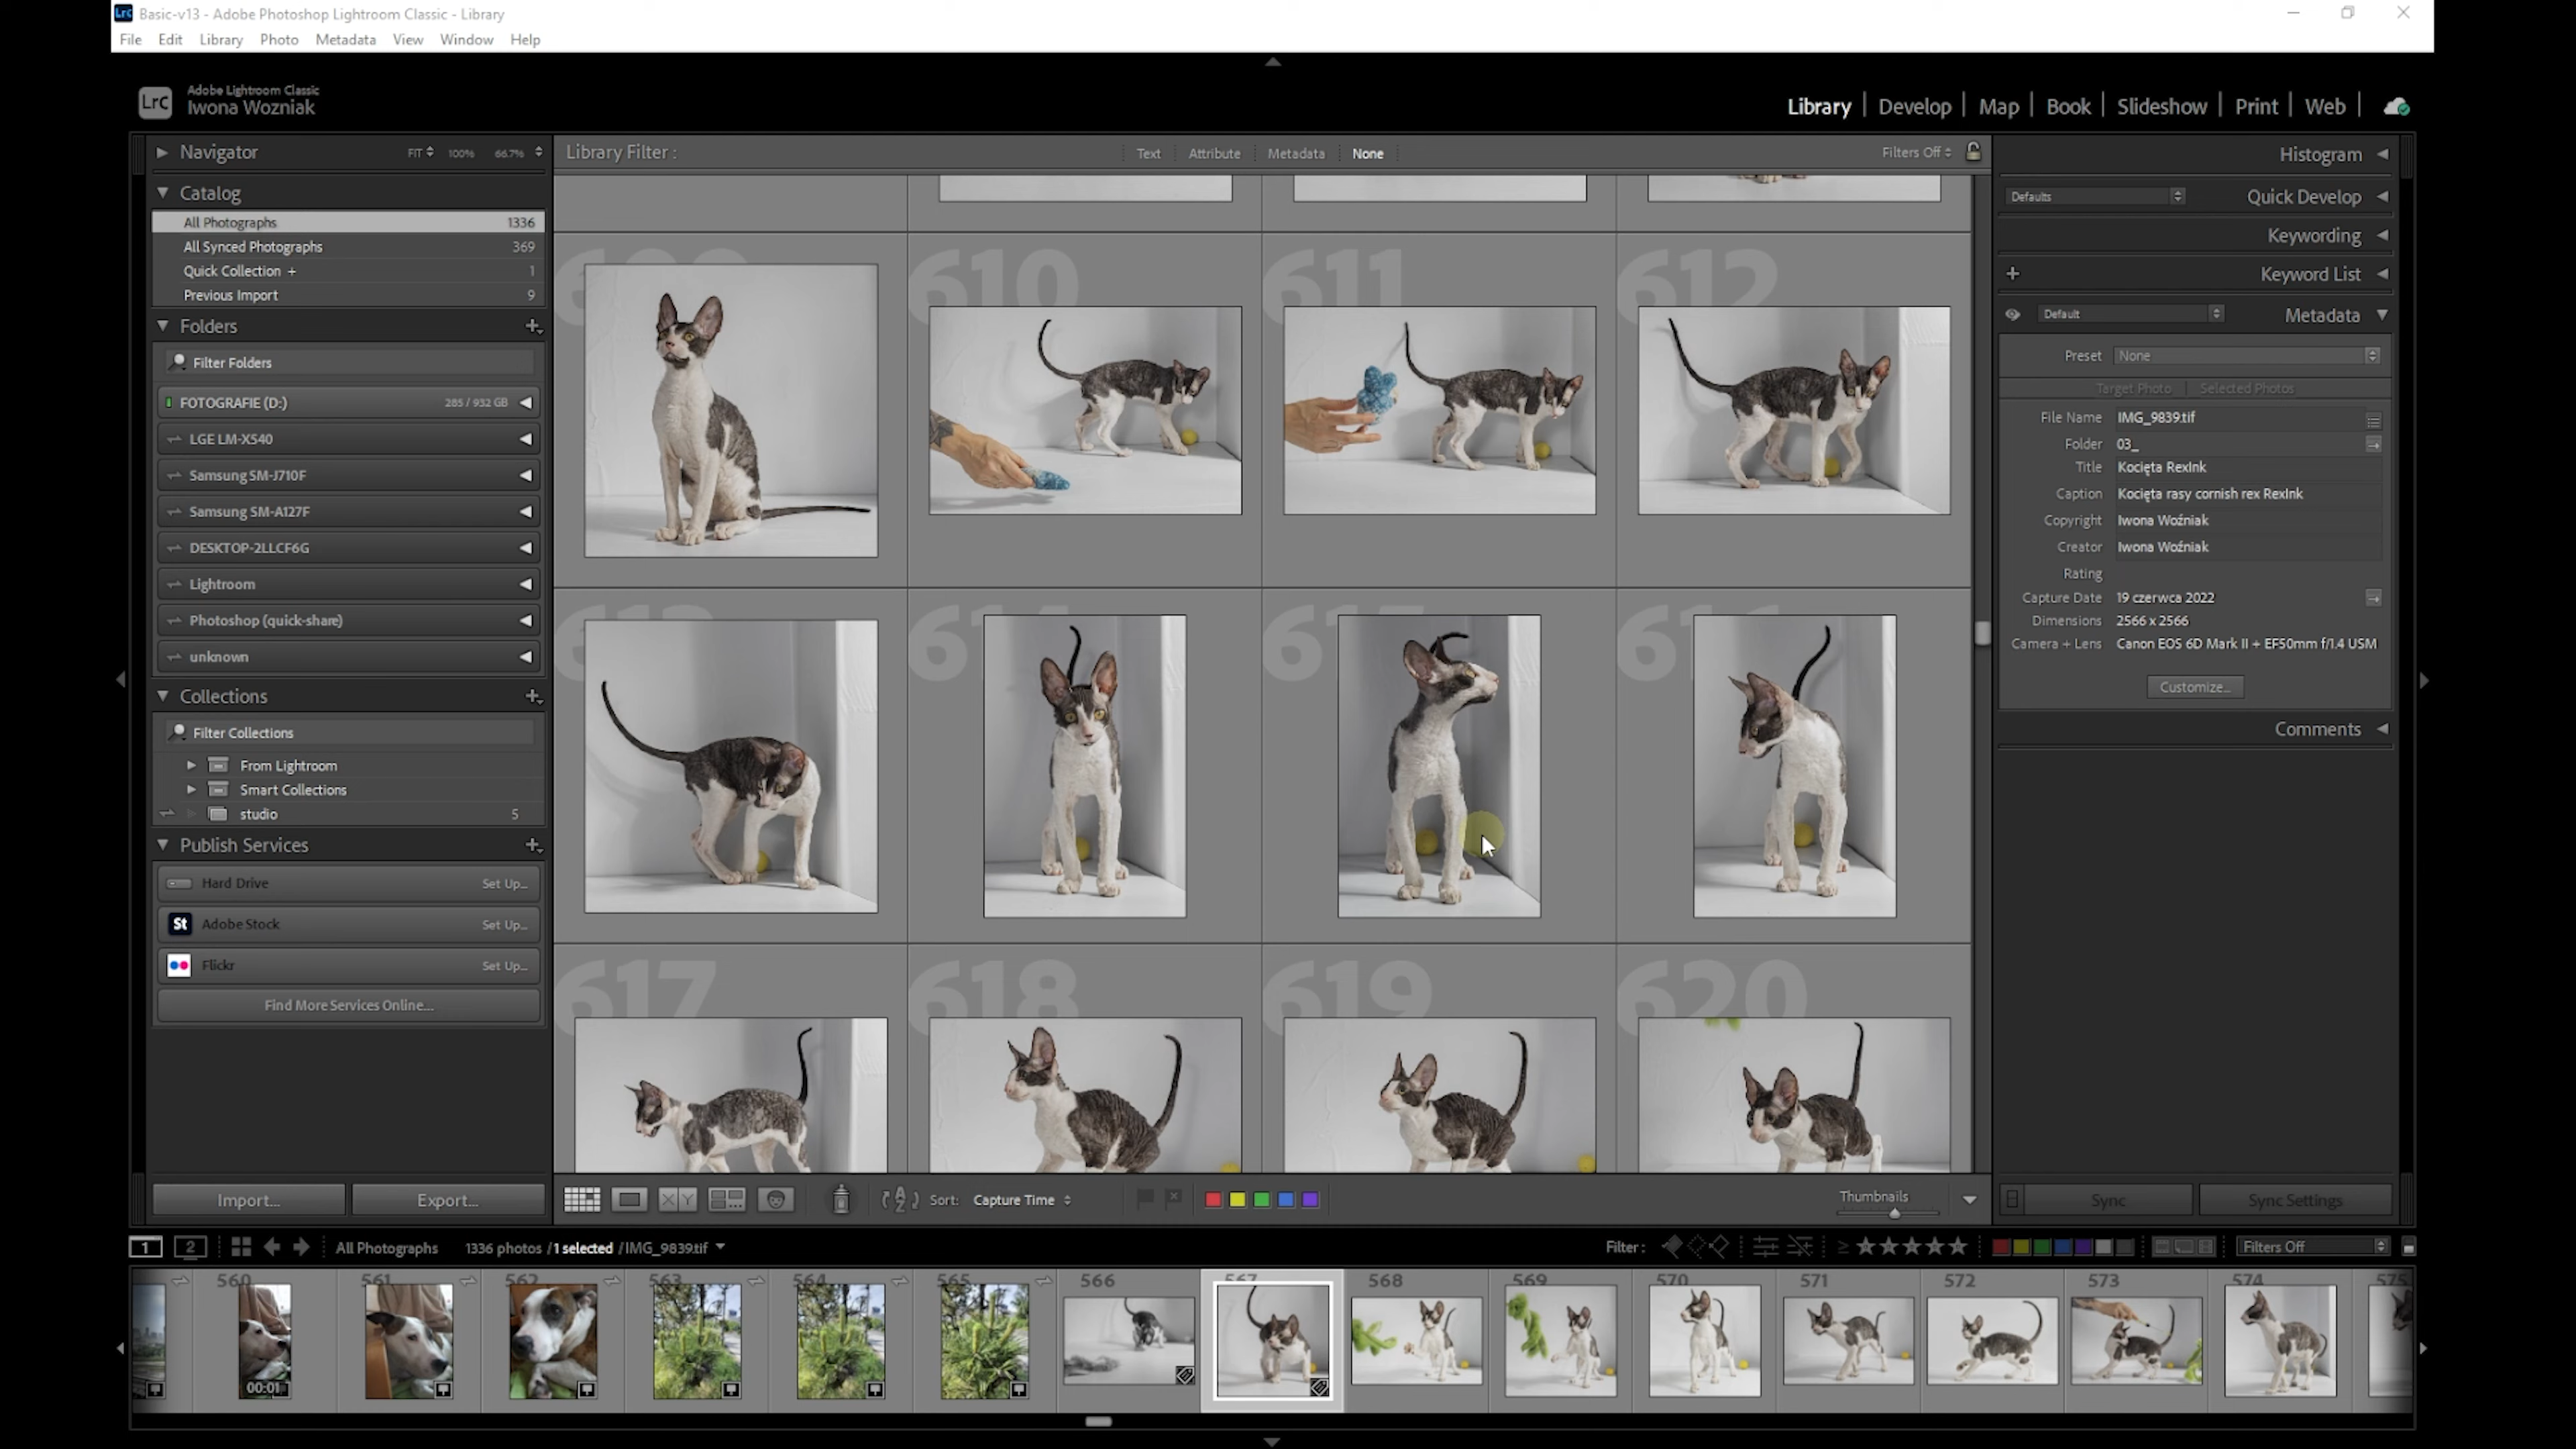 Basic-v13 - Adobe Photoshop Lightroom Classic - Library
File Edit Library Photo Metadata View Window Help
LrC Adobe Lightroom Classic
Iwona Wozniak
Library | Develop | Map | Book | Slideshow | Print | Web |
Navigator FIT 100% 66.7%
Catalog
All Photographs 1336
All Synced Photographs 369
Quick Collection + 1
Previous Import 9
Folders
Filter Folders
FOTOGRAFIE (D:) 285 / 932 GB
LGE LM-X540
Samsung SM-J710F
Samsung SM-A127F
DESKTOP-2LLCF6G
Lightroom
Photoshop (quick-share)
unknown
Collections
Filter Collections
From Lightroom
Smart Collections
studio 5
Publish Services
Hard Drive Set Up...
St Adobe Stock Set Up...
Flickr Set Up...
Find More Services Online...
Import... Export...
Library Filter : Text Attribute Metadata None Filters Off
610 611 612
617 618 619 620
Sort: Capture Time
Thumbnails
Histogram
Defaults Quick Develop
Keywording
Keyword List
Default Metadata
Preset None
Target Photo Selected Photos
File Name IMG_9839.tif
Folder 03_
Title Kocięta RexInk
Caption Kocięta rasy cornish rex RexInk
Copyright Iwona Woźniak
Creator Iwona Woźniak
Rating
Capture Date 19 czerwca 2022
Dimensions 2566 x 2566
Camera + Lens Canon EOS 6D Mark II + EF50mm f/1.4 USM
Customize...
Comments
Sync Sync Settings
1 2 All Photographs 1336 photos / 1 selected / IMG_9839.tif Filter : Filters Off
560 561 562 563 564 565 566 567 568 569 570 571 572 573 574 575
00:01